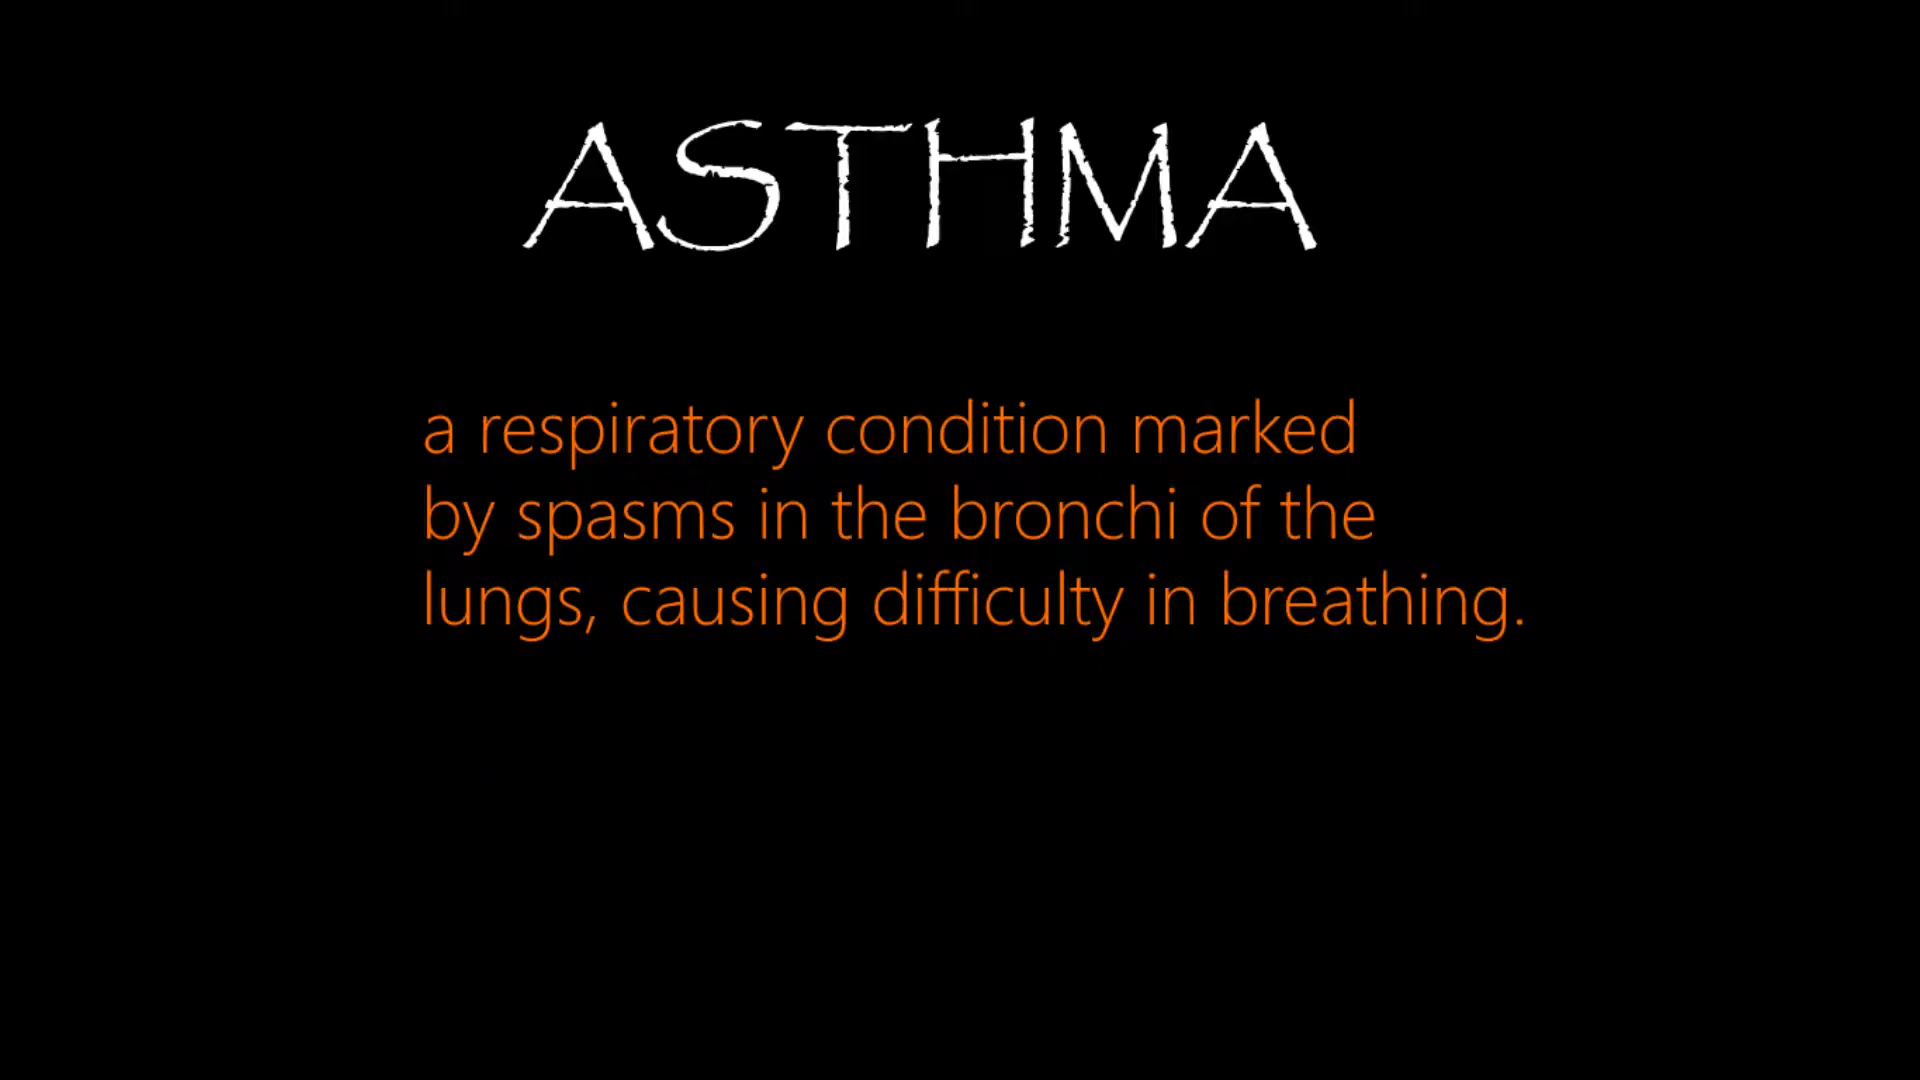 ASTHMA
a respiratory condition marked
by spasms in the bronchi of the
lungs, causing difficulty in breathing.